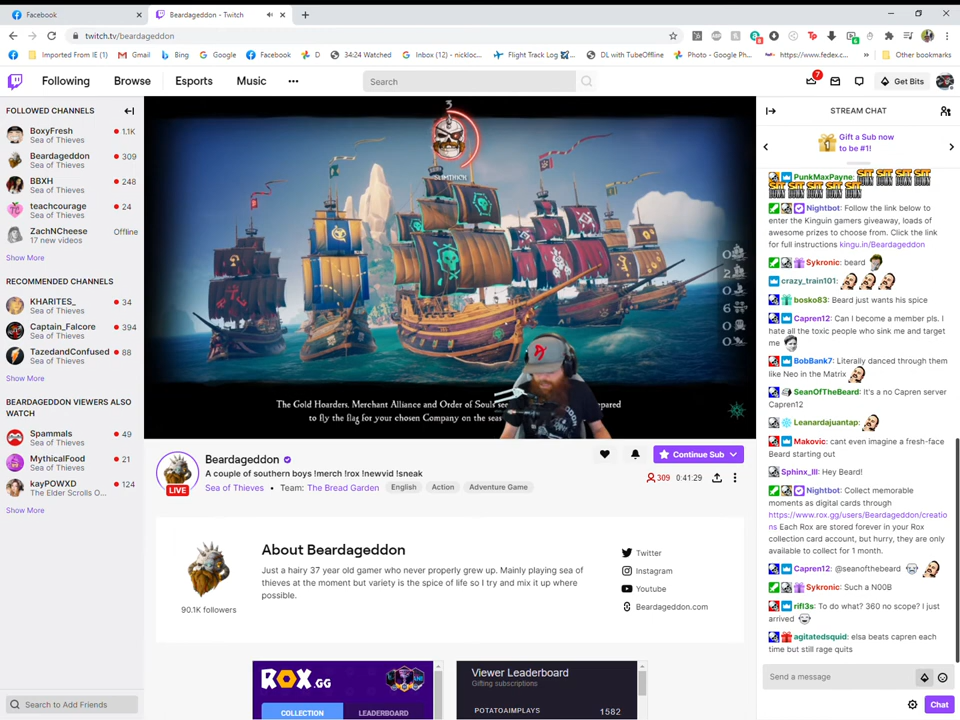 Facebook
Beardageddon - Twitch
twitch.tv/beardageddon
Imported From (IE 1)
Gmail
Bing
Google
Facebook
D
34:24 Watched
Inbox (12) - nickloc...
Flight Track Log
DL with TubeOffline
Photo - Google Ph...
https://www.fedex.c...
Other bookmarks
Following
Browse
Esports
Music
Search
7
Get Bits
FOLLOWED CHANNELS
BoxyFresh
1.1K
Sea of Thieves
Beardageddon
309
Sea of Thieves
BBXH
248
Sea of Thieves
teachcourage
24
Sea of Thieves
ZachNCheese
Offline
17 new videos
Show More
RECOMMENDED CHANNELS
KHARITES_
34
Sea of Thieves
Captain_Falcore
394
Sea of Thieves
TazedandConfused
88
Sea of Thieves
Show More
BEARDAGEDDON VIEWERS ALSO
WATCH
Spammals
49
Sea of Thieves
MythicalFood
21
Sea of Thieves
kayPOWXD
124
The Elder Scrolls O...
Show More
Search to Add Friends
3
0
2
0
6
0
0
The Gold Hoarders, Merchant Alliance and Order of Souls
to fly the flag for your chosen Company on the seas
Beardageddon
A couple of southern boys !merch !rox !newvid !sneak
Sea of Thieves • Team: The Bread Garden
English
Action
Adventure Game
LIVE
Continue Sub
309
0:41:29
90.1K followers
About Beardageddon
Just a hairy 37 year old gamer who never properly grew up. Mainly playing sea
of thieves at the moment but variety is the spice of life so I try and mix it up where
possible.
Twitter
Instagram
Youtube
Beardageddon.com
ROX.GG
COLLECTION
LEADERBOARD
Viewer Leaderboard
Gifting subscriptions
POTATOAIMPLAYS
1582
STREAM CHAT
Gift a Sub now
to be #1!
PunkMaxPayne:
Nightbot: Follow the link below to
enter the Kinguin gamers giveaway, loads of
awesome prizes to choose from. Click the link
for full instructions kingu.in/Beardageddon
Sykronic: beard
crazy_train101:
bosko83: Beard just wants his spice
Capren12: Can I become a member pls. I
hate all the toxic people who sink me and target
me
BobBank7: Literally danced through them
like Neo in the Matrix
SeanOfTheBeard: It's a no Capren server
Capren12
Leanardajuantap:
Makovic: cant even imagine a fresh-face
Beard starting out
Sphinx_III: Hey Beard!
Nightbot: Collect memorable
moments as digital cards through
https://www.rox.gg/users/Beardageddon/creatio
ns Each Rox are stored forever in your Rox
collection card account, but hurry, they are only
available to collect for 1 month.
Capren12: @seanofthebeard
Sykronic: Such a N00B
rifl3s: To do what? 360 no scope? I just
arrived
agitatedsquid: elsa beats capren each
time but still rage quits
Send a message
Chat